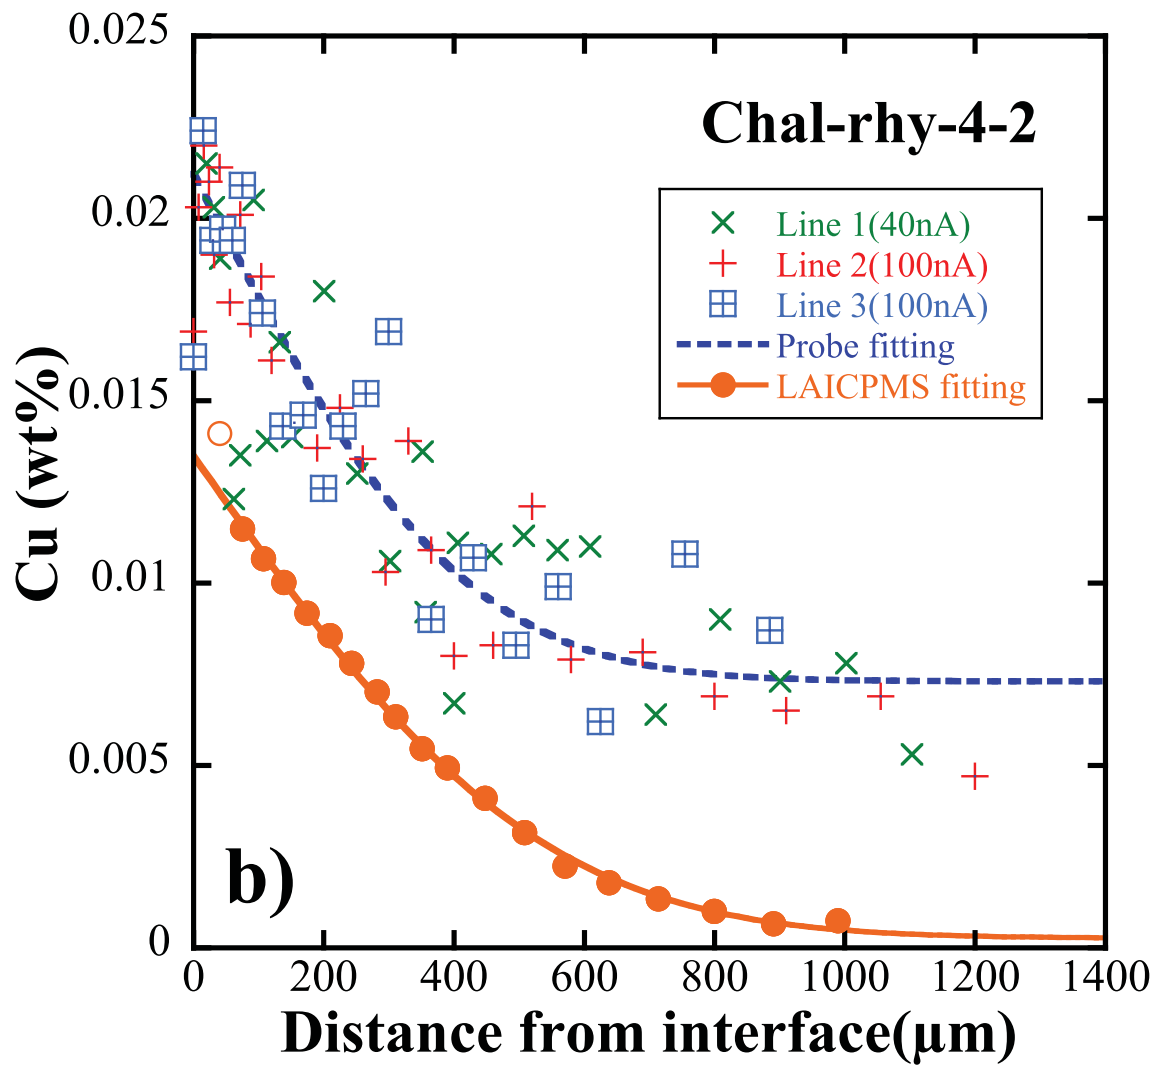 0.025
0.02
0.015
0.01
0.005
0
Cu (wt%)
Chal-rhy-4-2
Line 1(40nA)
Line 2(100nA)
Line 3(100nA)
Probe fitting
LAICPMS fitting
b)
0 200 400 600 800 1000 1200 1400
Distance from interface(μm)